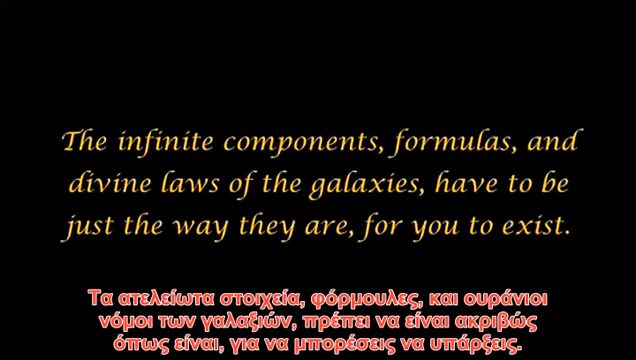 The infinite components, formulas, and
divine laws of the galaxies, have to be
just the way they are, for you to exist.
Τα ατελείωτα στοιχεία, φόρμουλες, και ουράνιοι
νόμοι των γαλαξιών, πρέπει να είναι ακριβώς
όπως είναι, για να μπορέσεις να υπάρξεις.